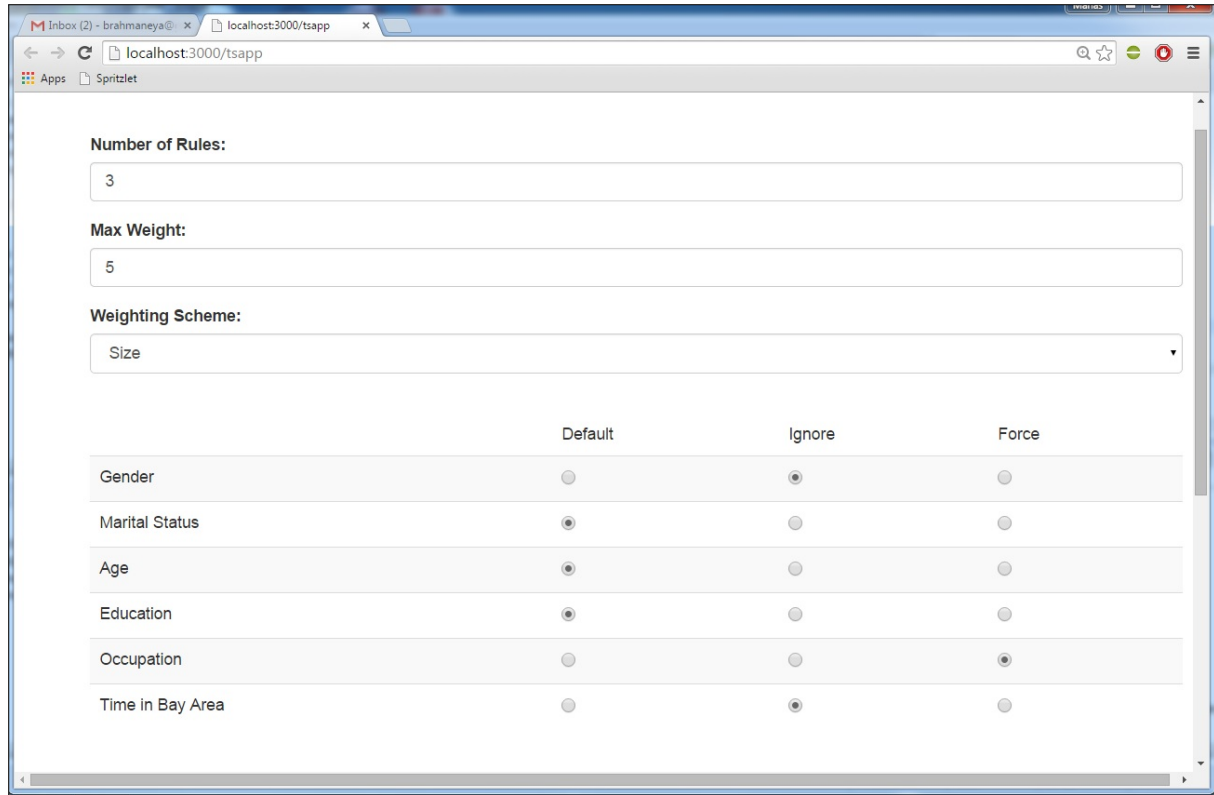 Manas
Inbox (2) - brahmaneya@ localhost:3000/tsapp
localhost:3000/tsapp
Apps Spritzlet
Number of Rules:
3
Max Weight:
5
Weighting Scheme:
Size
Default Ignore Force
Gender
Marital Status
Age
Education
Occupation
Time in Bay Area